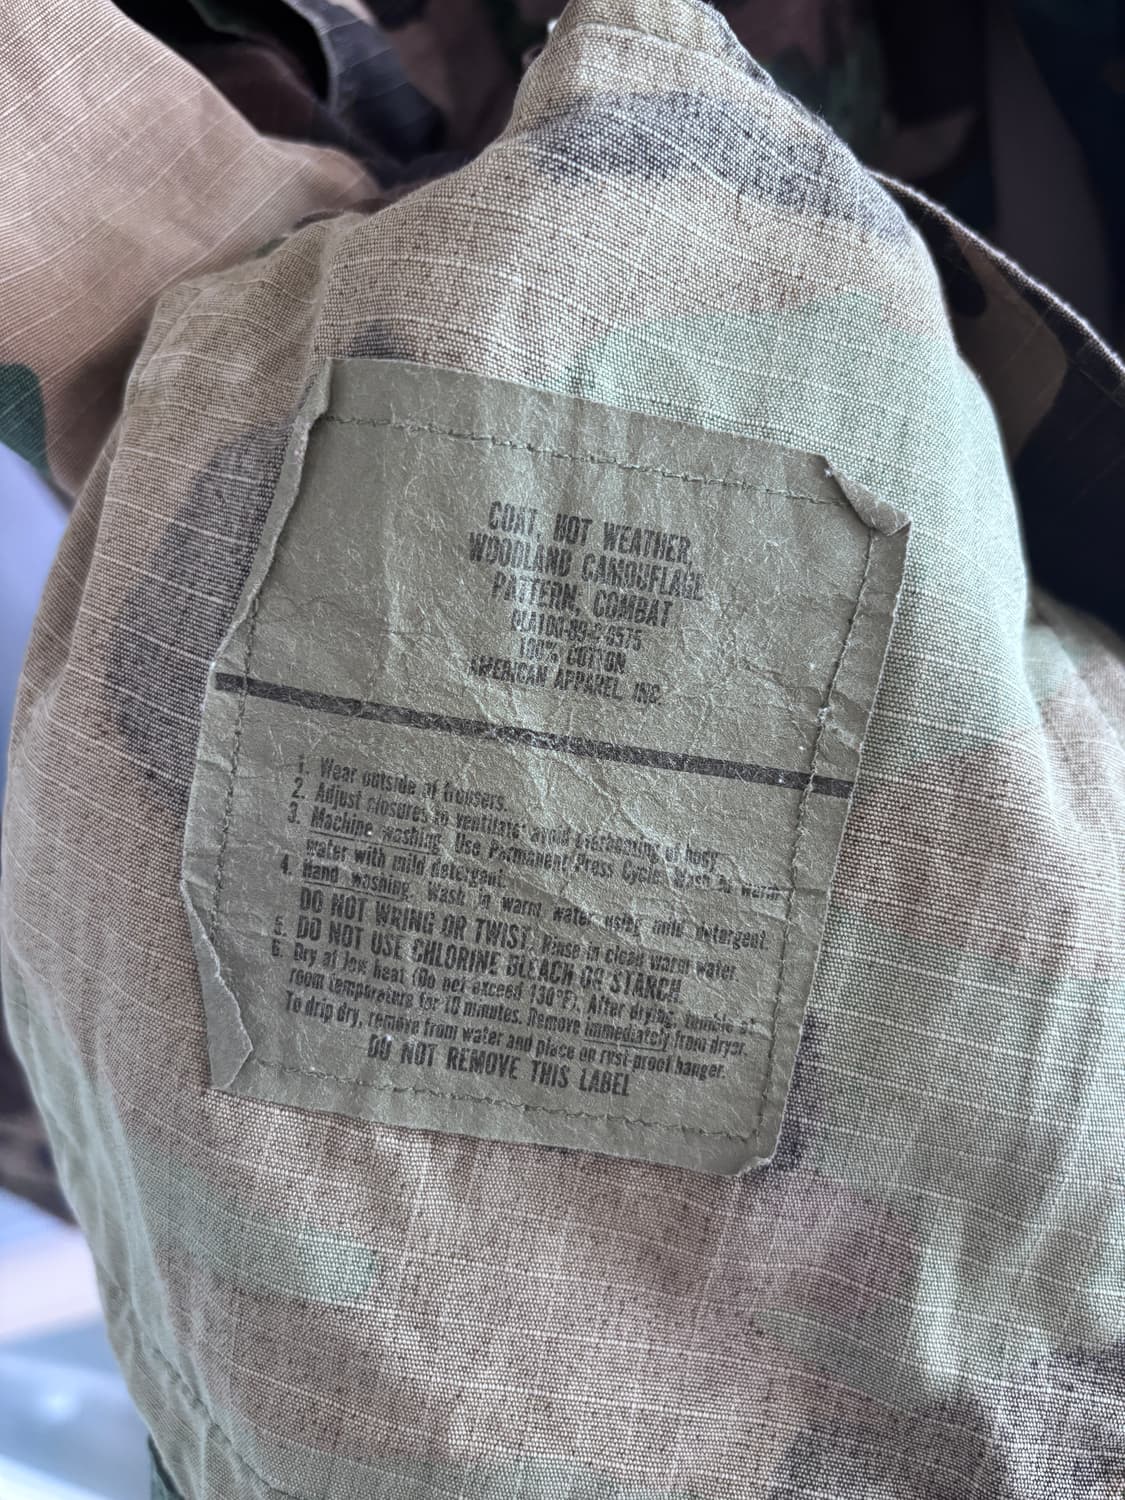 COAT, HOT WEATHER,
WOODLAND CAMOUFLAGE
PATTERN, COMBAT
DLA100-89-C-0575
100% COTTON
AMERICAN APPAREL, INC.
1. Wear outside of trousers.
2. Adjust closures to ventilate; avoid overheating of body
3. Machine washing. Use Permanent Press Cycle. Wash in warm
water with mild detergent.
4. Hand washing. Wash in warm water using mild detergent.
DO NOT WRING OR TWIST. Rinse in clean warm water.
5. DO NOT USE CHLORINE BLEACH OR STARCH.
6. Dry at low heat (Do not exceed 130°F). After drying, tumble at
room temperature for 10 minutes. Remove immediately from dryer.
To drip dry, remove from water and place on rust-proof hanger.
DO NOT REMOVE THIS LABEL